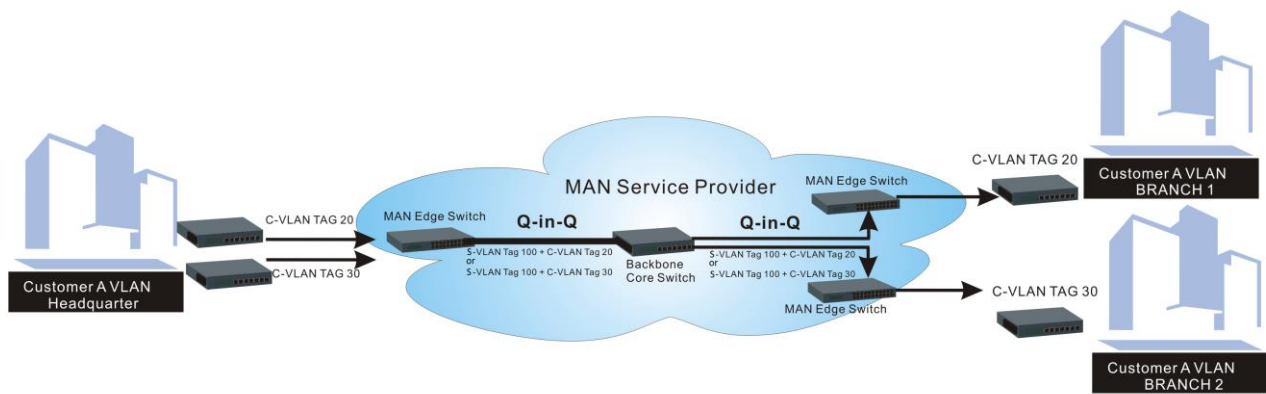 C-VLAN TAG 20
C-VLAN TAG 30
Customer A VLAN
Headquarter
MAN Service Provider
MAN Edge Switch
Q-in-Q
S-VLAN Tag 100 + C-VLAN Tag 20
or
S-VLAN Tag 100 + C-VLAN Tag 30
Backbone
Core Switch
Q-in-Q
S-VLAN Tag 100 + C-VLAN Tag 20
or
S-VLAN Tag 100 + C-VLAN Tag 30
MAN Edge Switch
MAN Edge Switch
C-VLAN TAG 20
Customer A VLAN
BRANCH 1
C-VLAN TAG 30
Customer A VLAN
BRANCH 2